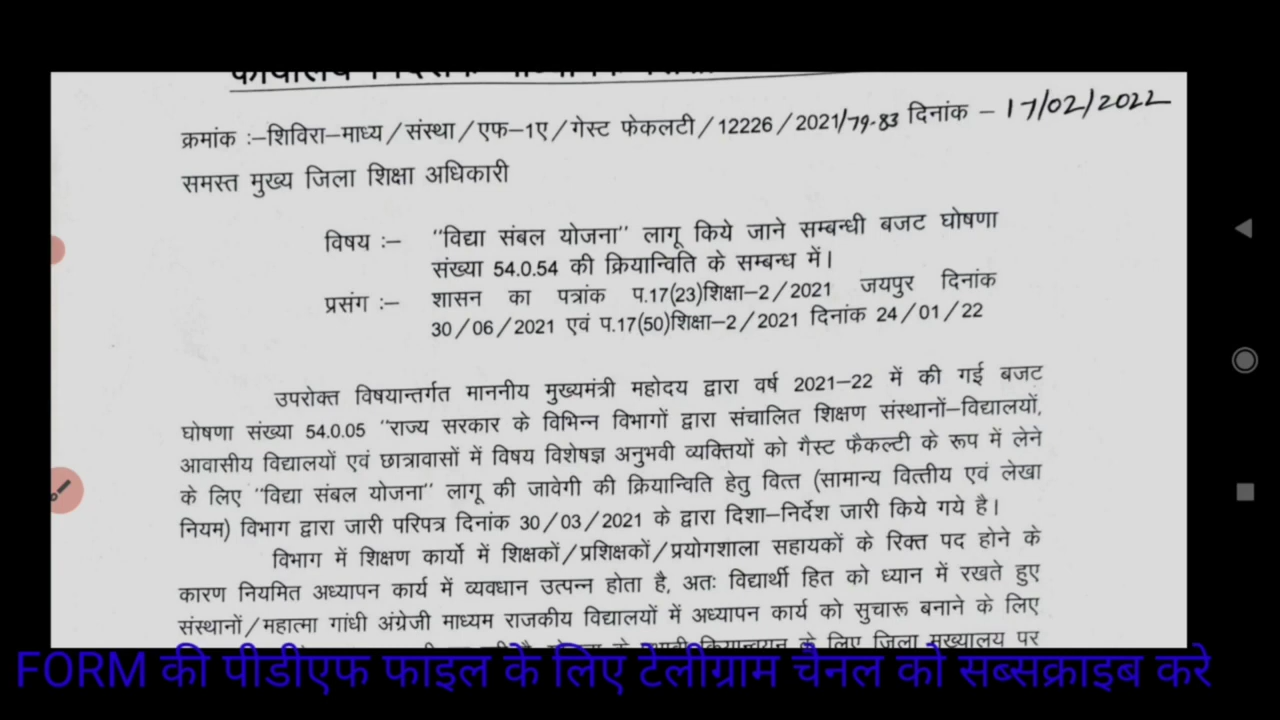 क्रमांक :–शिविरा–माध्य/संस्था/एफ–1ए/गेस्ट फेकलटी/12226/2021/79-83 दिनांक – 17/02/2022
समस्त मुख्य जिला शिक्षा अधिकारी
विषय :– "विद्या संबल योजना" लागू किये जाने सम्बन्धी बजट घोषणा
संख्या 54.0.54 की क्रियान्विति के सम्बन्ध में।
प्रसंग :– शासन का पत्रांक प.17(23)शिक्षा–2/2021 जयपुर दिनांक
30/06/2021 एवं प.17(50)शिक्षा–2/2021 दिनांक 24/01/22
उपरोक्त विषयान्तर्गत माननीय मुख्यमंत्री महोदय द्वारा वर्ष 2021–22 में की गई बजट
घोषणा संख्या 54.0.05 "राज्य सरकार के विभिन्न विभागों द्वारा संचालित शिक्षण संस्थानों–विद्यालयों,
आवासीय विद्यालयों एवं छात्रावासों में विषय विशेषज्ञ अनुभवी व्यक्तियों को गैस्ट फैकल्टी के रूप में लेने
के लिए "विद्या संबल योजना" लागू की जावेगी की क्रियान्विति हेतु वित्त (सामान्य वित्तीय एवं लेखा
नियम) विभाग द्वारा जारी परिपत्र दिनांक 30/03/2021 के द्वारा दिशा–निर्देश जारी किये गये है।
विभाग में शिक्षण कार्यो में शिक्षकों/प्रशिक्षकों/प्रयोगशाला सहायकों के रिक्त पद होने के
कारण नियमित अध्यापन कार्य में व्यवधान उत्पन्न होता है, अतः विद्यार्थी हित को ध्यान में रखते हुए
संस्थानों/महात्मा गांधी अंग्रेजी माध्यम राजकीय विद्यालयों में अध्यापन कार्य को सुचारू बनाने के लिए
के लिए जिला मुख्यालय पर
FORM की पीडीएफ फाइल के लिए टेलीग्राम चैनल को सब्सक्राइब करे